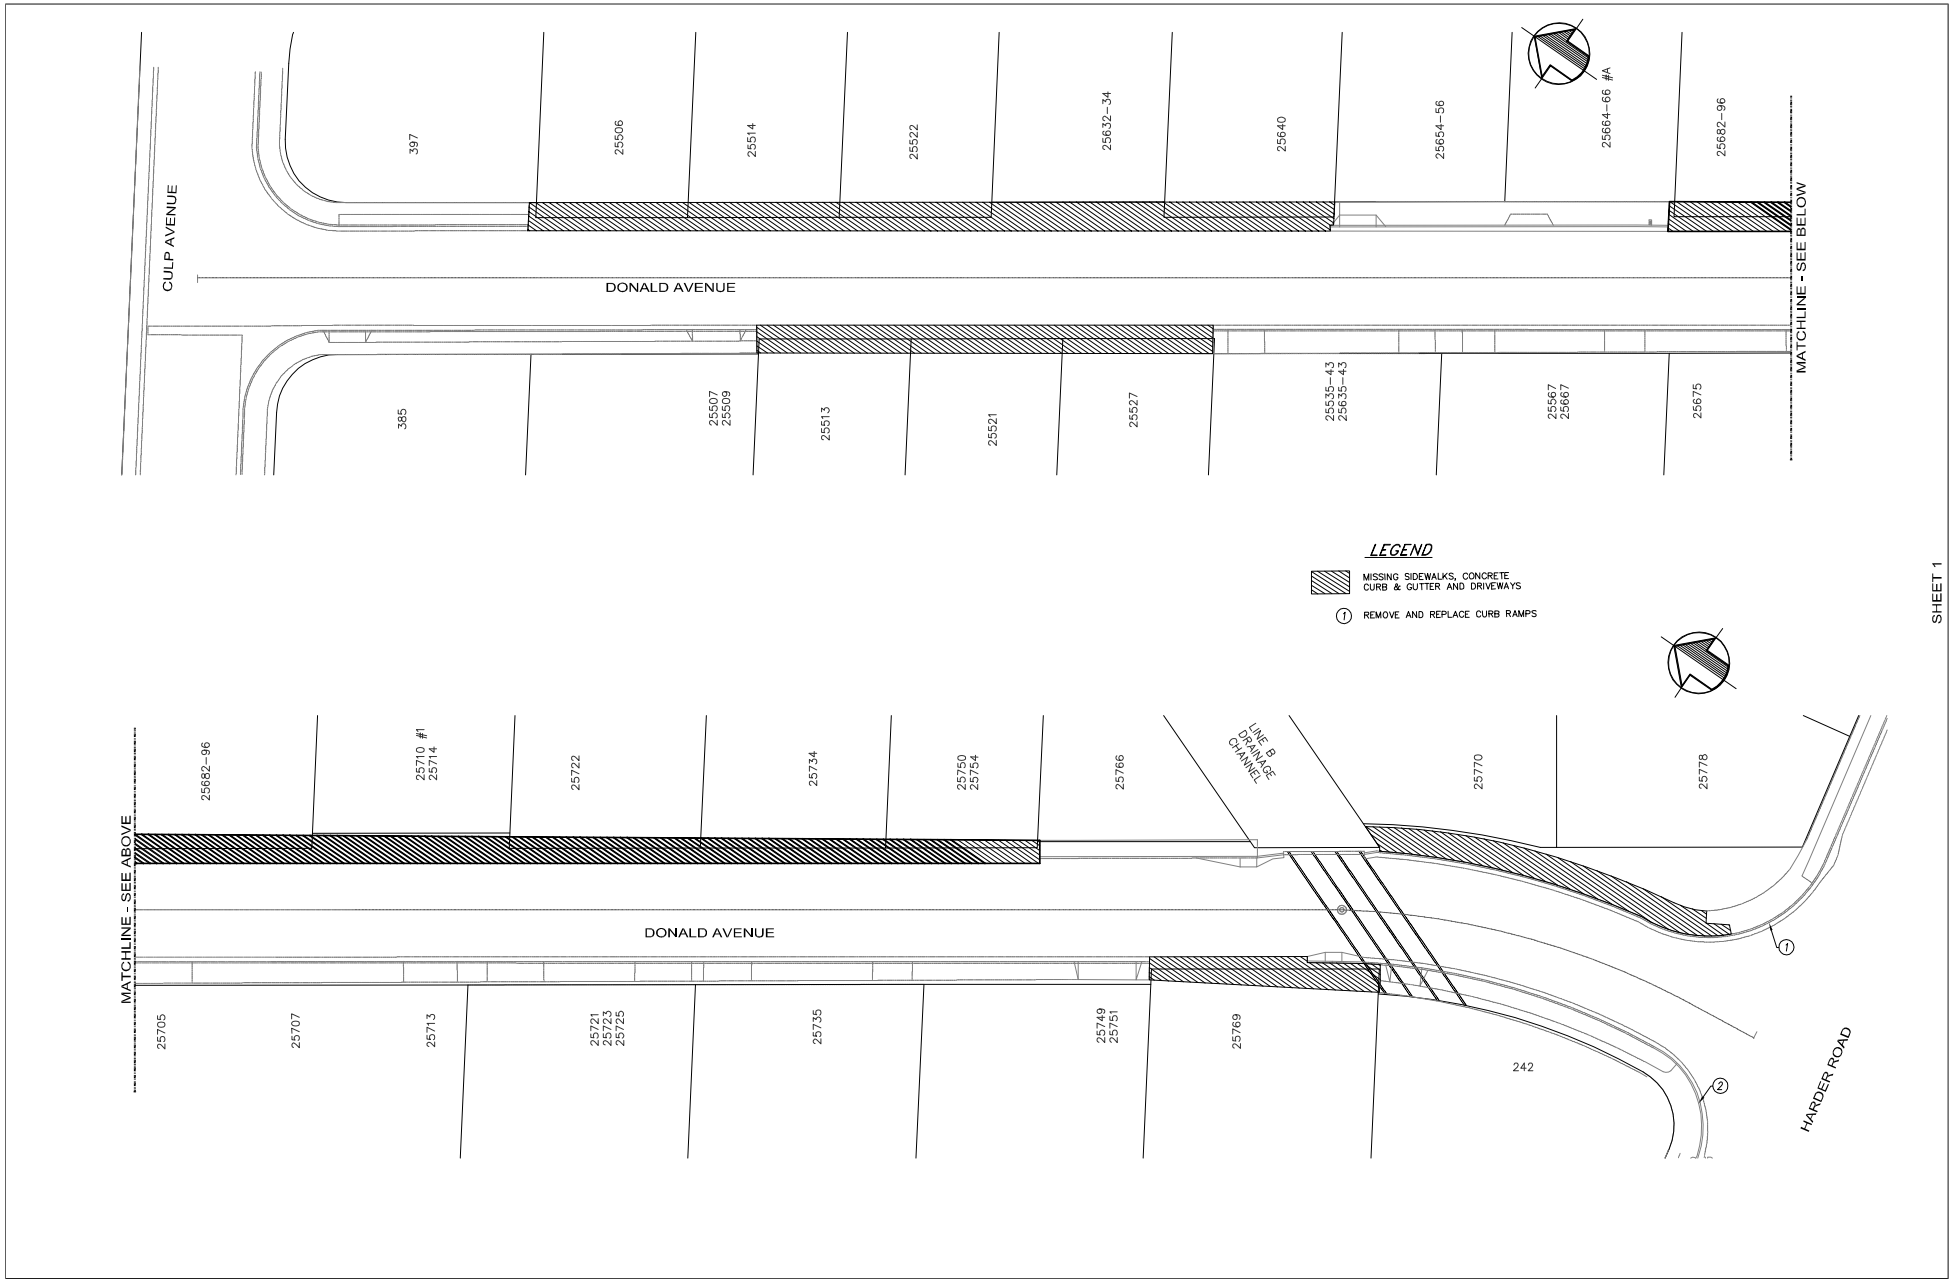 397
25506
25514
25522
25632-34
25640
25654-56
25664-66 #A
25682-96
CULP AVENUE
DONALD AVENUE
MATCHLINE - SEE BELOW
385
25507
25509
25513
25521
25527
25535-43
25635-43
25567
25667
25675
LEGEND
MISSING SIDEWALKS, CONCRETE
CURB & GUTTER AND DRIVEWAYS
1 REMOVE AND REPLACE CURB RAMPS
SHEET 1
MATCHLINE - SEE ABOVE
25682-96
25710 #1
25714
25722
25734
25750
25754
25766
LINE B
DRAINAGE
CHANNEL
25770
25778
DONALD AVENUE
1
25705
25707
25713
25721
25723
25725
25735
25749
25751
25769
242
2
HARDER ROAD